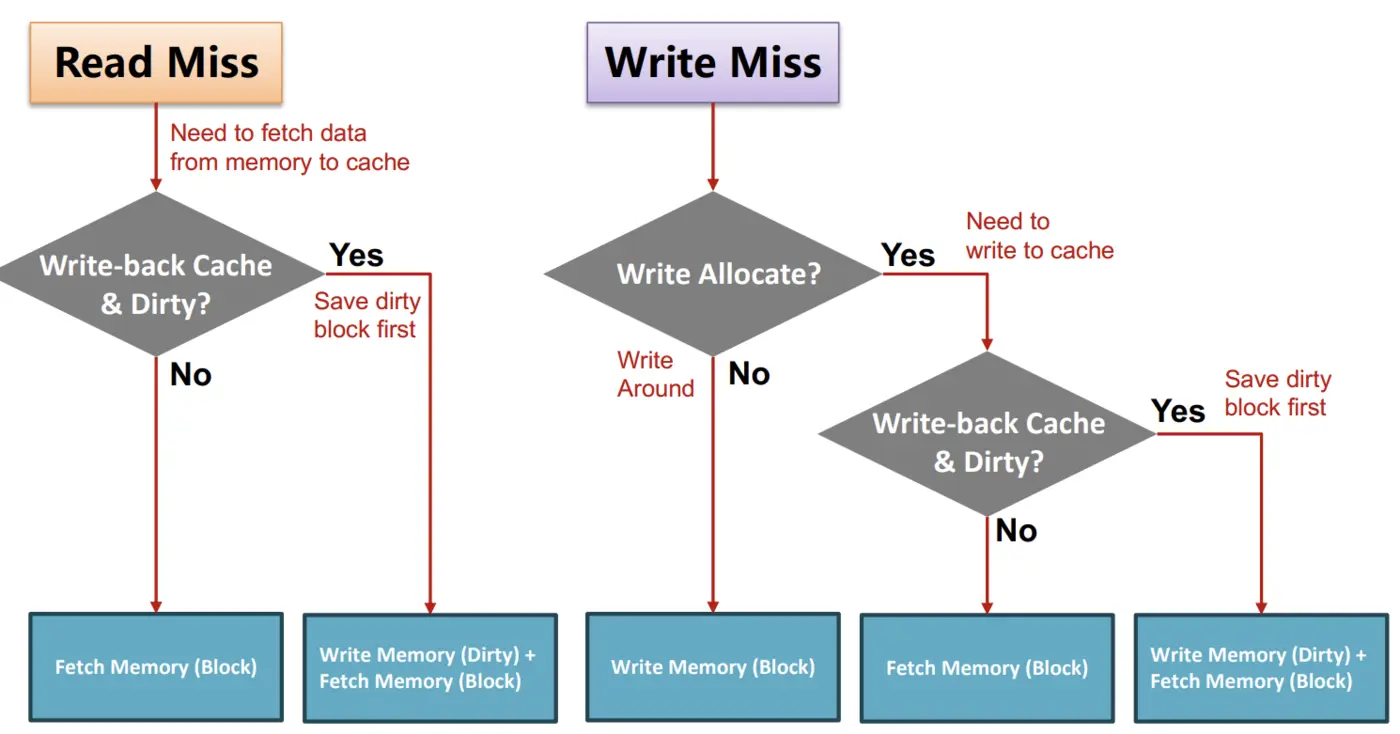 Read Miss
Need to fetch data
from memory to cache
Write-back Cache
& Dirty?
Yes
Save dirty
block first
No
Fetch Memory (Block)
Write Memory (Dirty) +
Fetch Memory (Block)
Write Miss
Write Allocate?
Yes
Need to
write to cache
Write
Around
No
Write-back Cache
& Dirty?
Yes
Save dirty
block first
No
Write Memory (Block)
Fetch Memory (Block)
Write Memory (Dirty) +
Fetch Memory (Block)